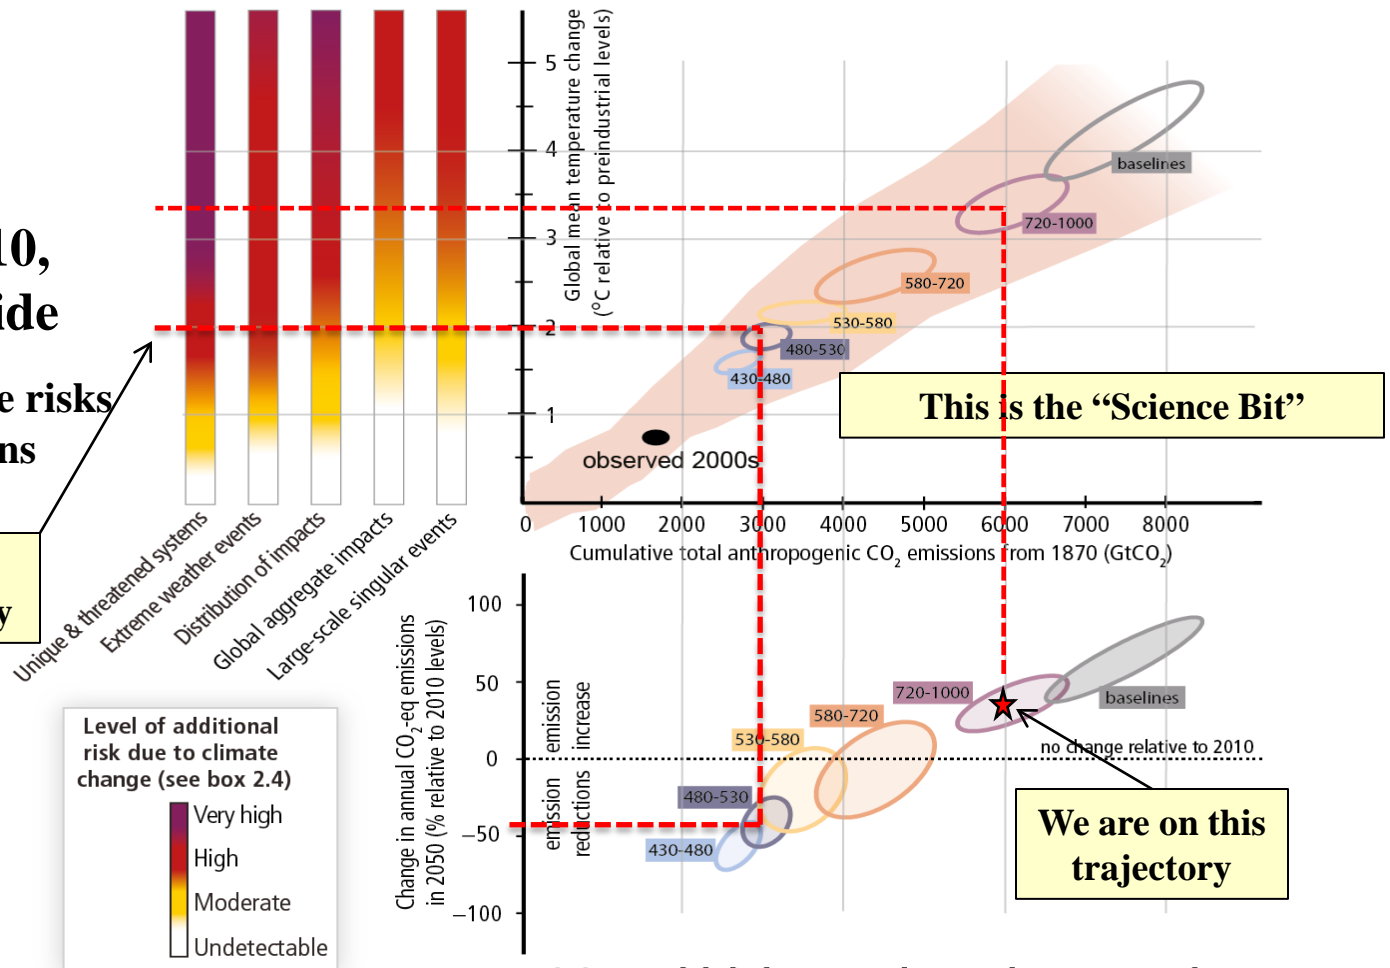 10,
ide
e risks
ns
y
5
4
3
2
1
Global mean temperature change
(°C relative to preindustrial levels)
baselines
720-1000
580-720
530-580
480-530
430-480
observed 2000s
This is the “Science Bit”
0 1000 2000 3000 4000 5000 6000 7000 8000
Cumulative total anthropogenic CO2 emissions from 1870 (GtCO2)
Unique & threatened systems
Extreme weather events
Distribution of impacts
Global aggregate impacts
Large-scale singular events
Level of additional
risk due to climate
change (see box 2.4)
Very high
High
Moderate
Undetectable
Change in annual CO2-eq emissions
in 2050 (% relative to 2010 levels)
100
50
0
−50
−100
emission
increase
emission
reductions
720-1000
580-720
530-580
480-530
430-480
baselines
no change relative to 2010
We are on this
trajectory